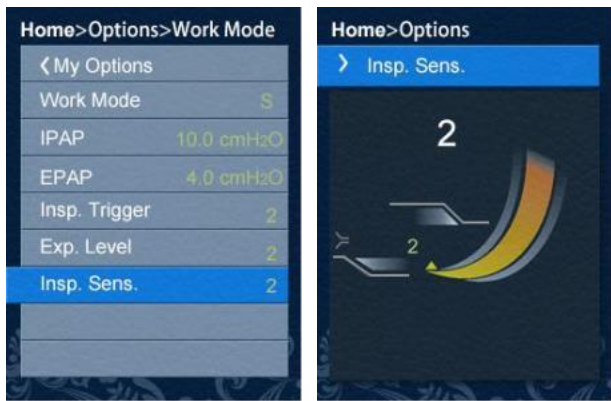 Home>Options>Work Mode
❮ My Options
Work Mode S
IPAP 10.0 cmH2O
EPAP 4.0 cmH2O
Insp. Trigger 2
Exp. Level 2
Insp. Sens. 2
Home>Options
❯ Insp. Sens.
2
2